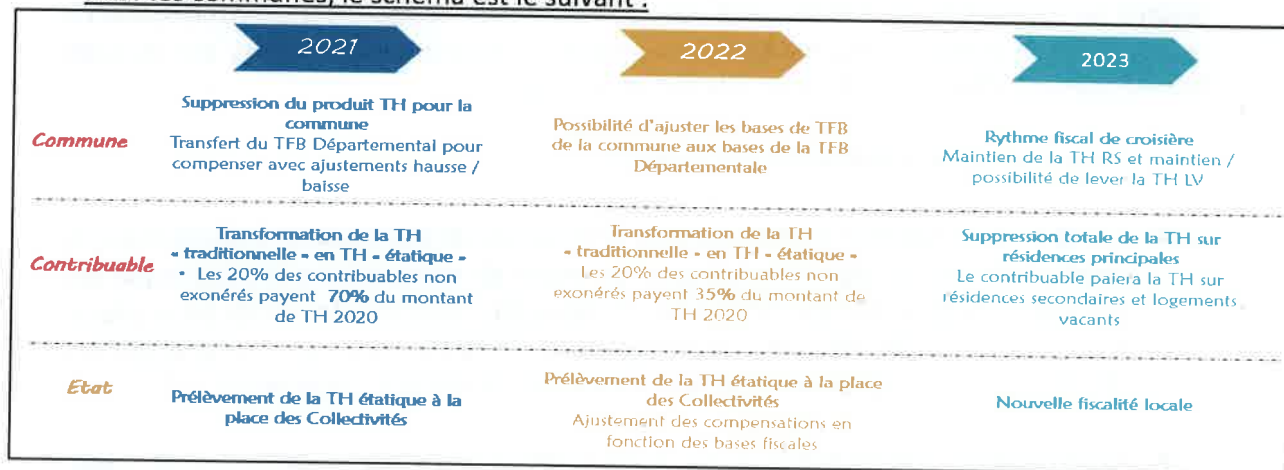 communes, le schéma est le suivant :
2021
2022
2023
Commune
Suppression du produit TH pour la
commune
Transfert du TFB Départemental pour
compenser avec ajustements hausse /
baisse
Possibilité d'ajuster les bases de TFB
de la commune aux bases de la TFB
Départementale
Rythme fiscal de croisière
Maintien de la TH RS et maintien /
possibilité de lever la TH LV
Contribuable
Transformation de la TH
« traditionnelle » en TH « étatique »
• Les 20% des contribuables non
exonérés payent 70% du montant
de TH 2020
Transformation de la TH
« traditionnelle » en TH « étatique »
Les 20% des contribuables non
exonérés payent 35% du montant de
TH 2020
Suppression totale de la TH sur
résidences principales
Le contribuable paiera la TH sur
résidences secondaires et logements
vacants
Etat
Prélèvement de la TH étatique à la
place des Collectivités
Prélèvement de la TH étatique à la place
des Collectivités
Ajustement des compensations en
fonction des bases fiscales
Nouvelle fiscalité locale